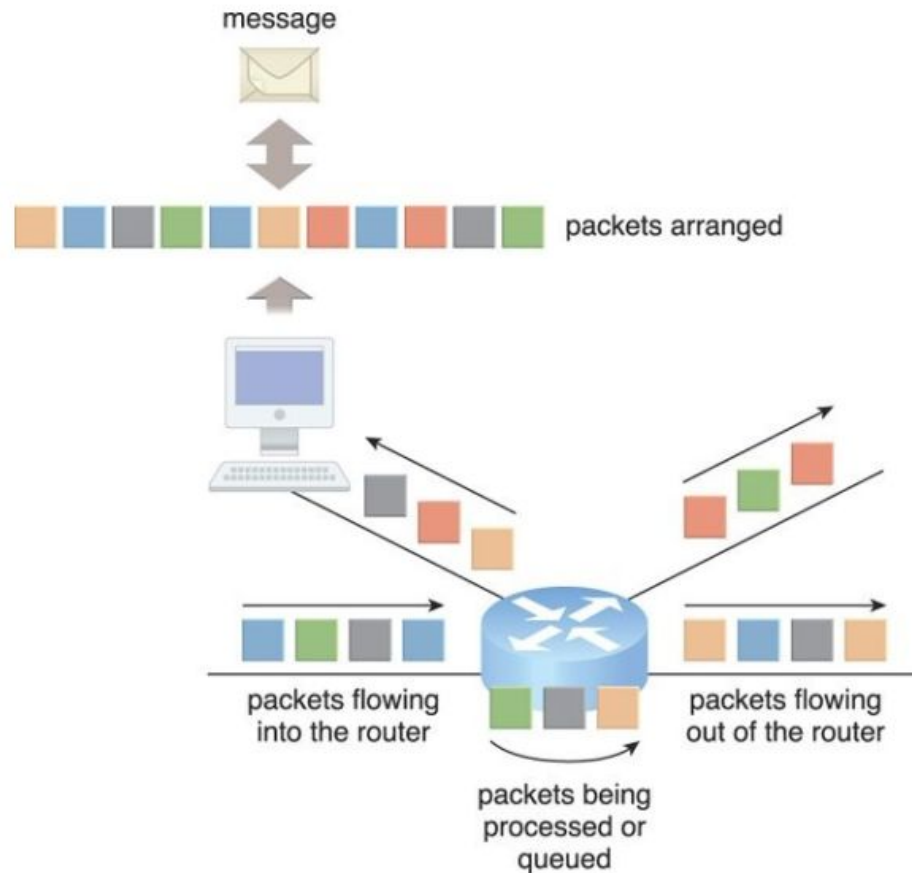 message
packets arranged
packets flowing
into the router
packets flowing
out of the router
packets being
processed or
queued